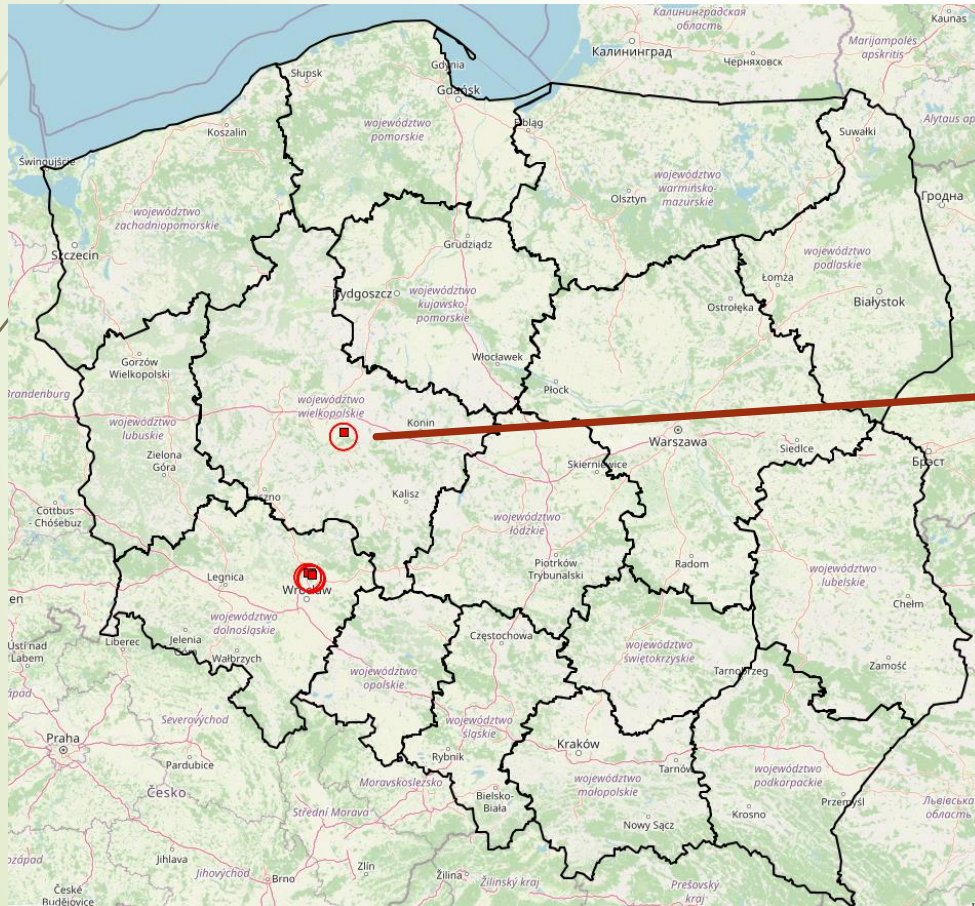 Калининградская
область
Kaunas
Marijampolės
apskritis
Калининград
Черняховск
Słupsk
Gdynia
Gdańsk
Koszalin
województwo
pomorskie
Elbląg
Suwałki
Alytaus ap
Świnoujście
województwo
warmińsko-
mazurskie
Olsztyn
Гродна
województwo
zachodniopomorskie
Szczecin
Grudziądz
województwo
podlaskie
Łomża
Bydgoszcz
województwo
kujawsko-
pomorskie
Ostrołęka
Białystok
Włocławek
Gorzów
Wielkopolski
Płock
Brandenburg
województwo
wielkopolskie
Konin
województwo
lubuskie
Warszawa
Siedlce
Брэст
Zielona
Góra
Skierniewice
Kalisz
Cottbus
- Chóśebuz
województwo
łódzkie
Piotrków
Trybunalski
Radom
województwo
lubelskie
Legnica
Wrocław
en
Chełm
województwo
dolnośląskie
Częstochowa
Ústí nad
Labem
Liberec
Jelenia
Góra
Wałbrzych
województwo
świętokrzyskie
Zamość
województwo
opolskie
Tarnobrzeg
Severovýchod
województwo
śląskie
Praha
Kraków
Rybnik
Pardubice
Tarnów
województwo
podkarpackie
Moravskoslezsko
Česko
województwo
małopolskie
Przemyśl
Bielsko-
Biała
Krosno
Львівська
область
Střední Morava
Nowy Sącz
Jihlava
Zlín
Jihovýchod
Brno
Žilina
Žilinský kraj
Prešovský
kraj
České
Budějovice